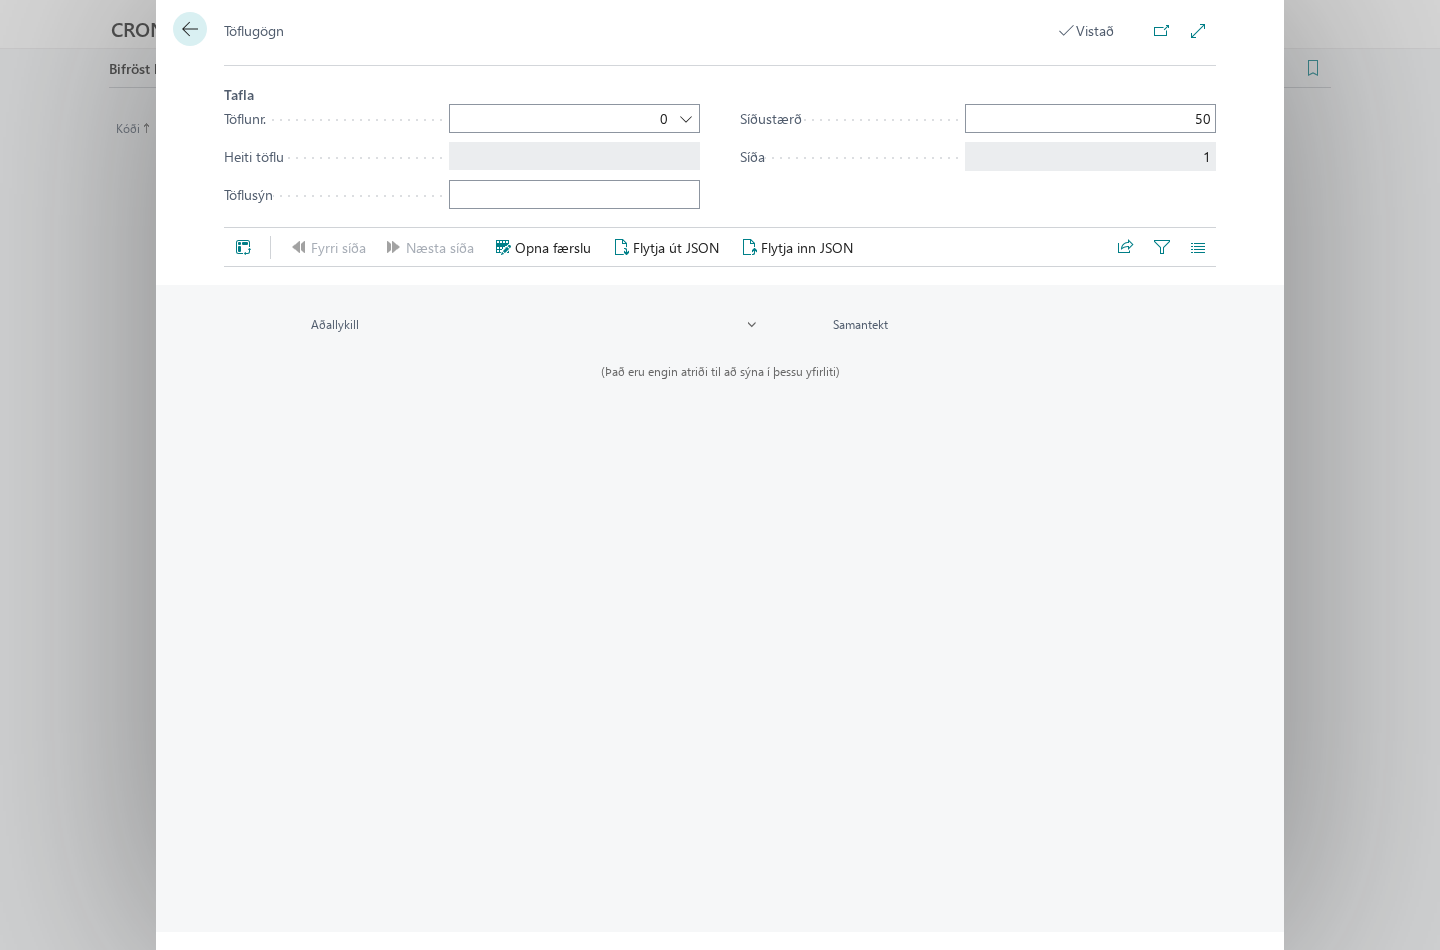 CRON
Töflugögn
Vistað
Bifröst
Tafla
Töflunr.
0
Síðustærð
50
Kóði ↑
Heiti töflu
Síða
1
Töflusýn
Fyrri síða Næsta síða Opna færslu Flytja út JSON Flytja inn JSON
Aðallykill
Samantekt
(Það eru engin atriði til að sýna í þessu yfirliti)